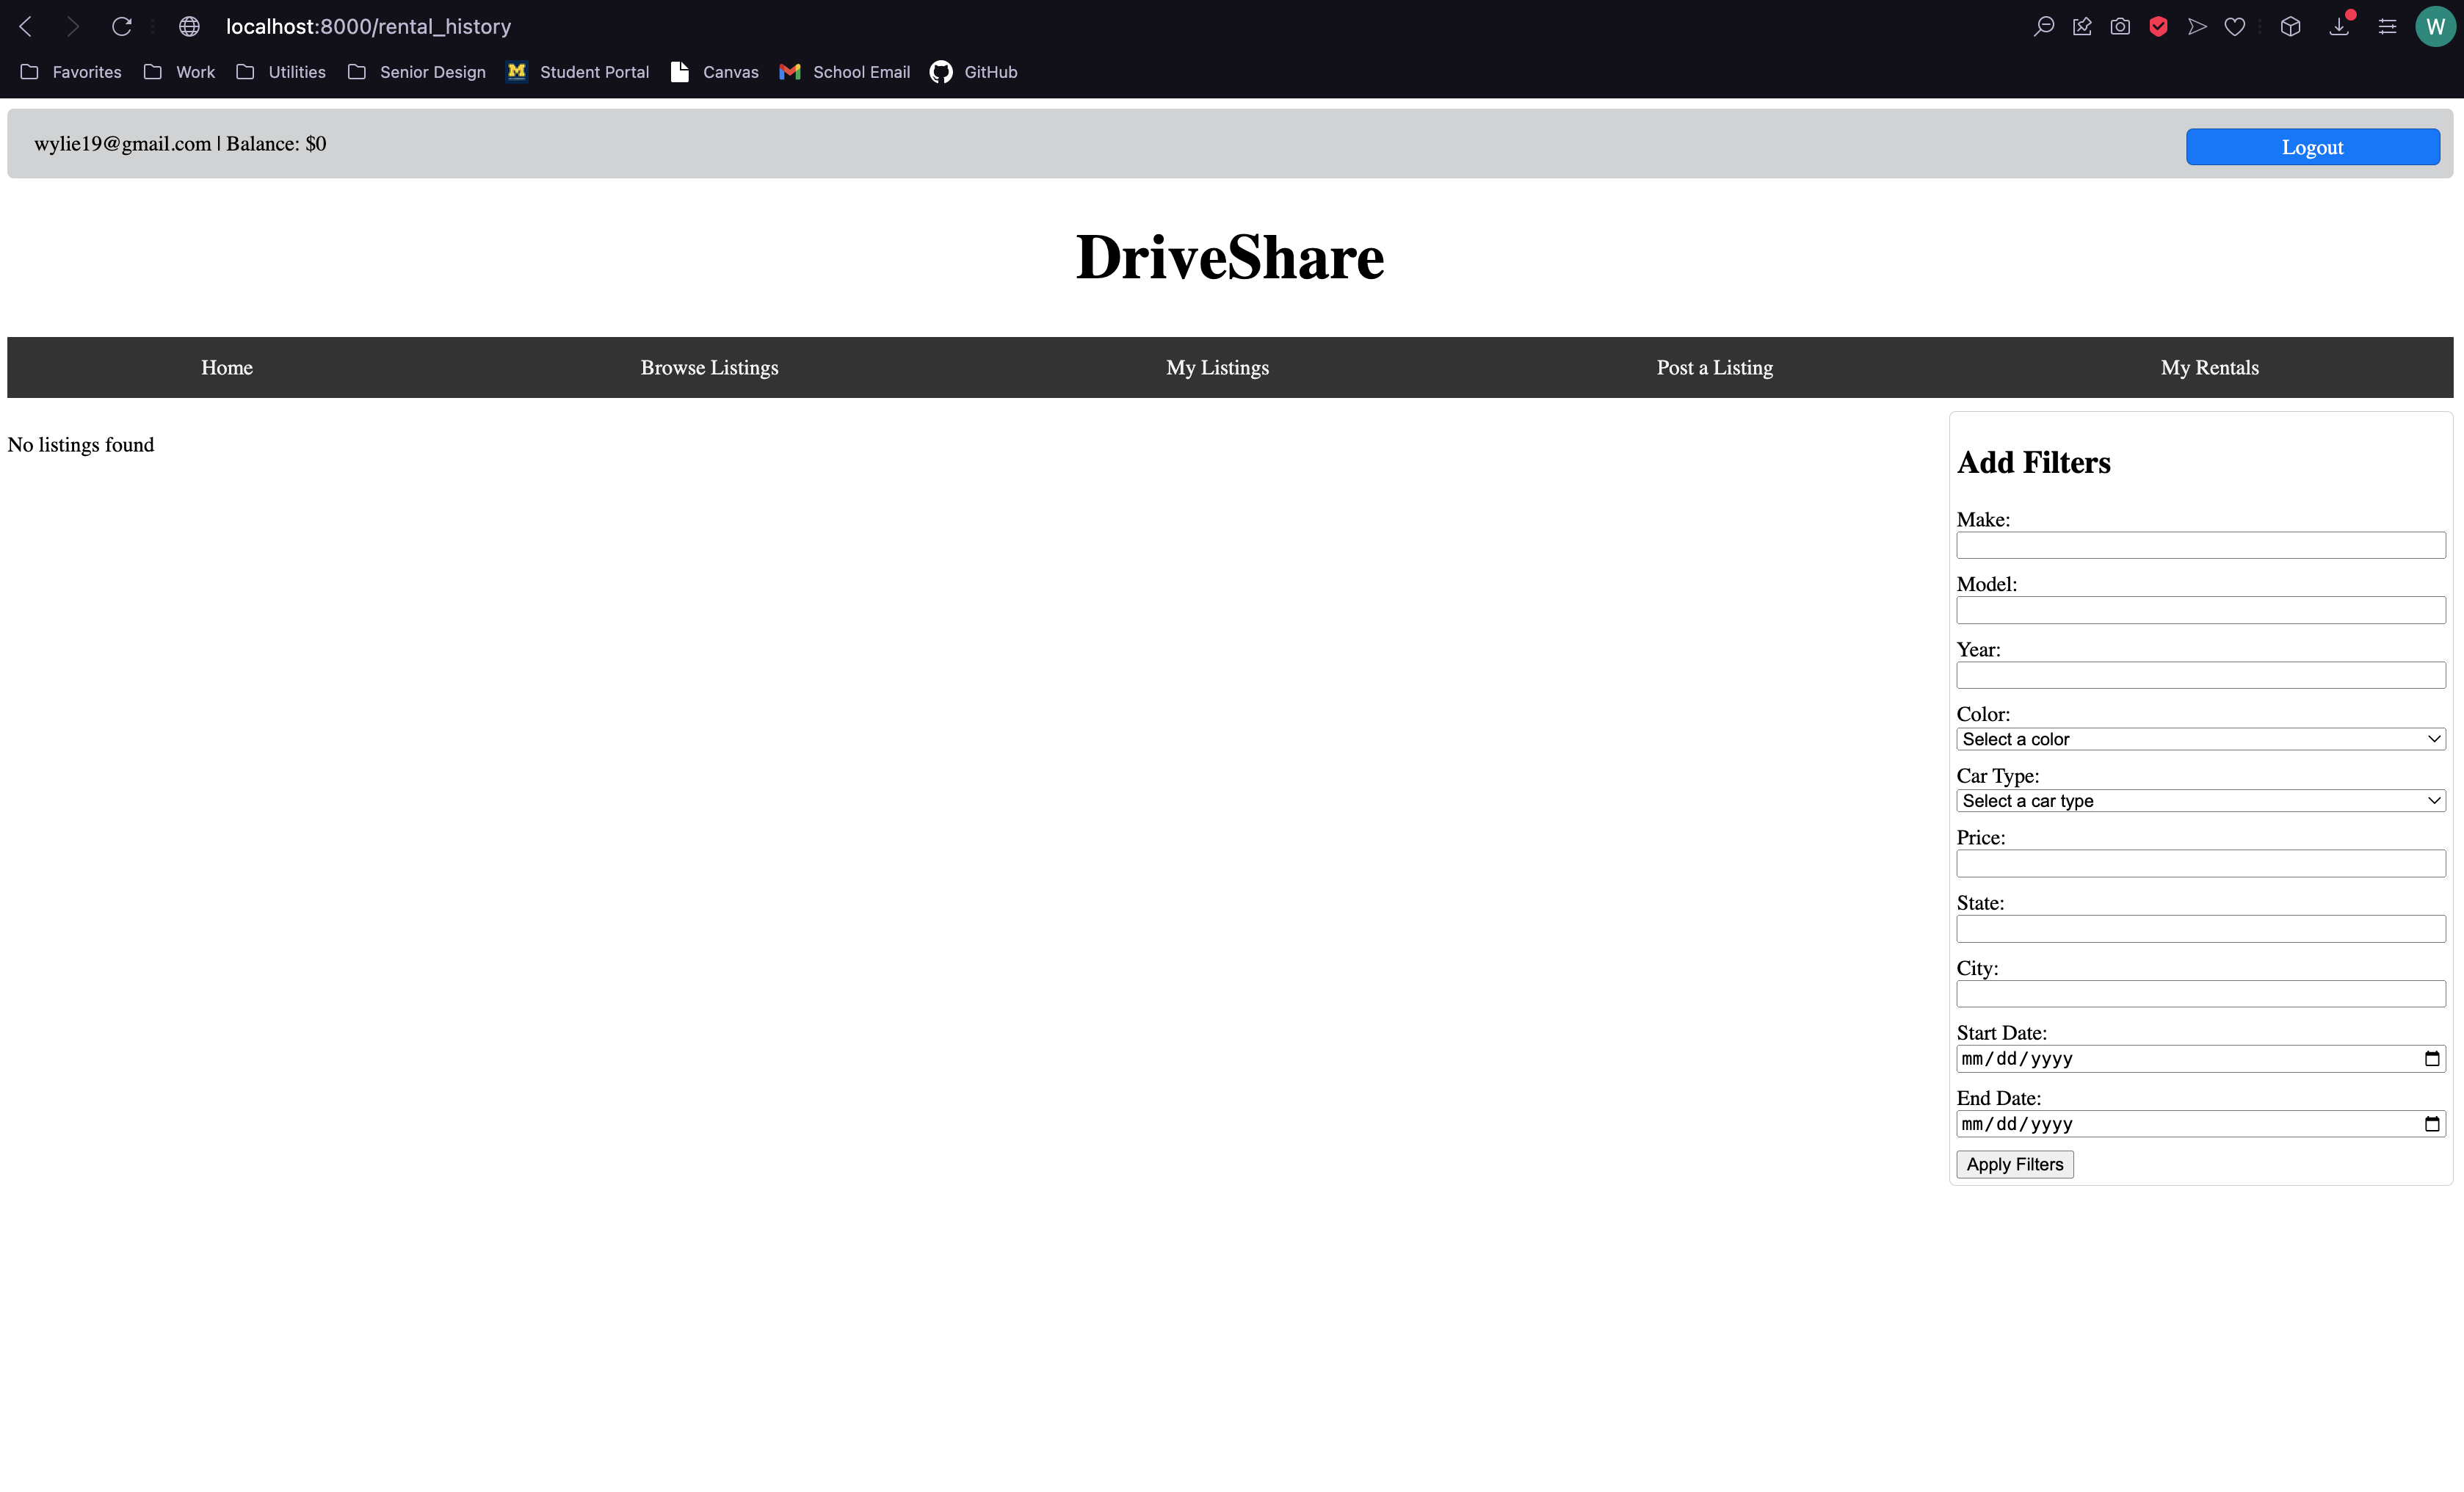 localhost:8000/rental_history
W
Favorites Work Utilities Senior Design M Student Portal Canvas School Email GitHub
wylie19@gmail.com | Balance: $0
Logout
DriveShare
Home Browse Listings My Listings Post a Listing My Rentals
No listings found
Add Filters
Make:
Model:
Year:
Color:
Select a color
Car Type:
Select a car type
Price:
State:
City:
Start Date:
mm/dd/yyyy
End Date:
mm/dd/yyyy
Apply Filters